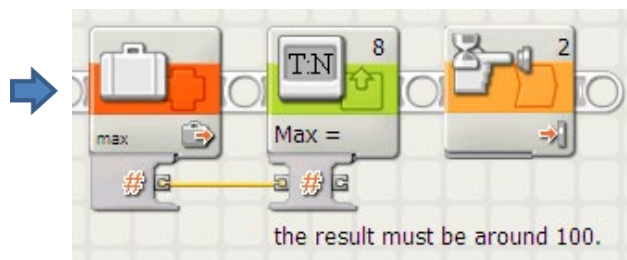 T:N 8 2
max Max =
# #
the result must be around 100.